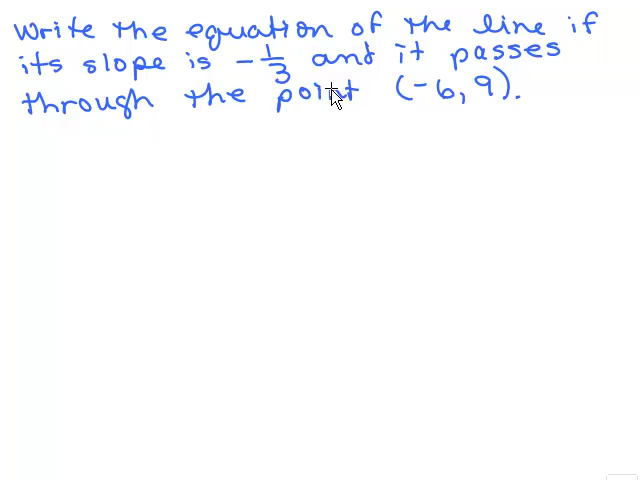 Write the equation of the line if
its slope is -1/3 and it passes
through the point (-6, 9).